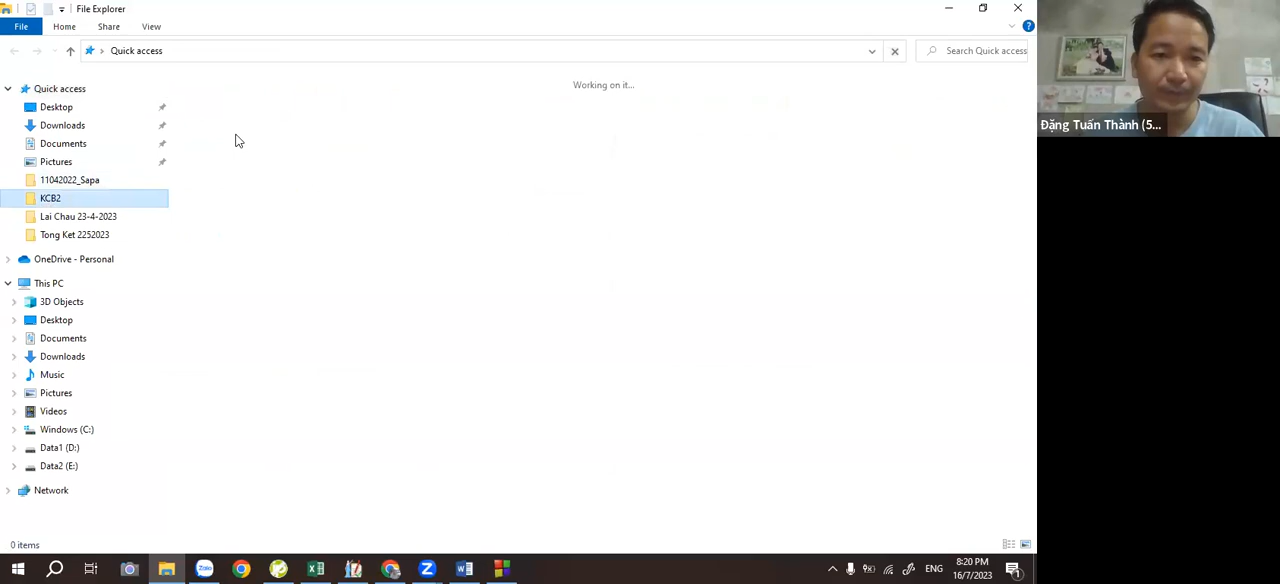 File Explorer
File Home Share View
Quick access
Search Quick access
Working on it...
Quick access
Desktop
Downloads
Documents
Pictures
11042022_Sapa
KCB2
Lai Chau 23-4-2023
Tong Ket 2252023
OneDrive - Personal
This PC
3D Objects
Desktop
Documents
Downloads
Music
Pictures
Videos
Windows (C:)
Data1 (D:)
Data2 (E:)
Network
0 items
Zalo
ENG
8:20 PM
16/7/2023
Đặng Tuấn Thành (5...